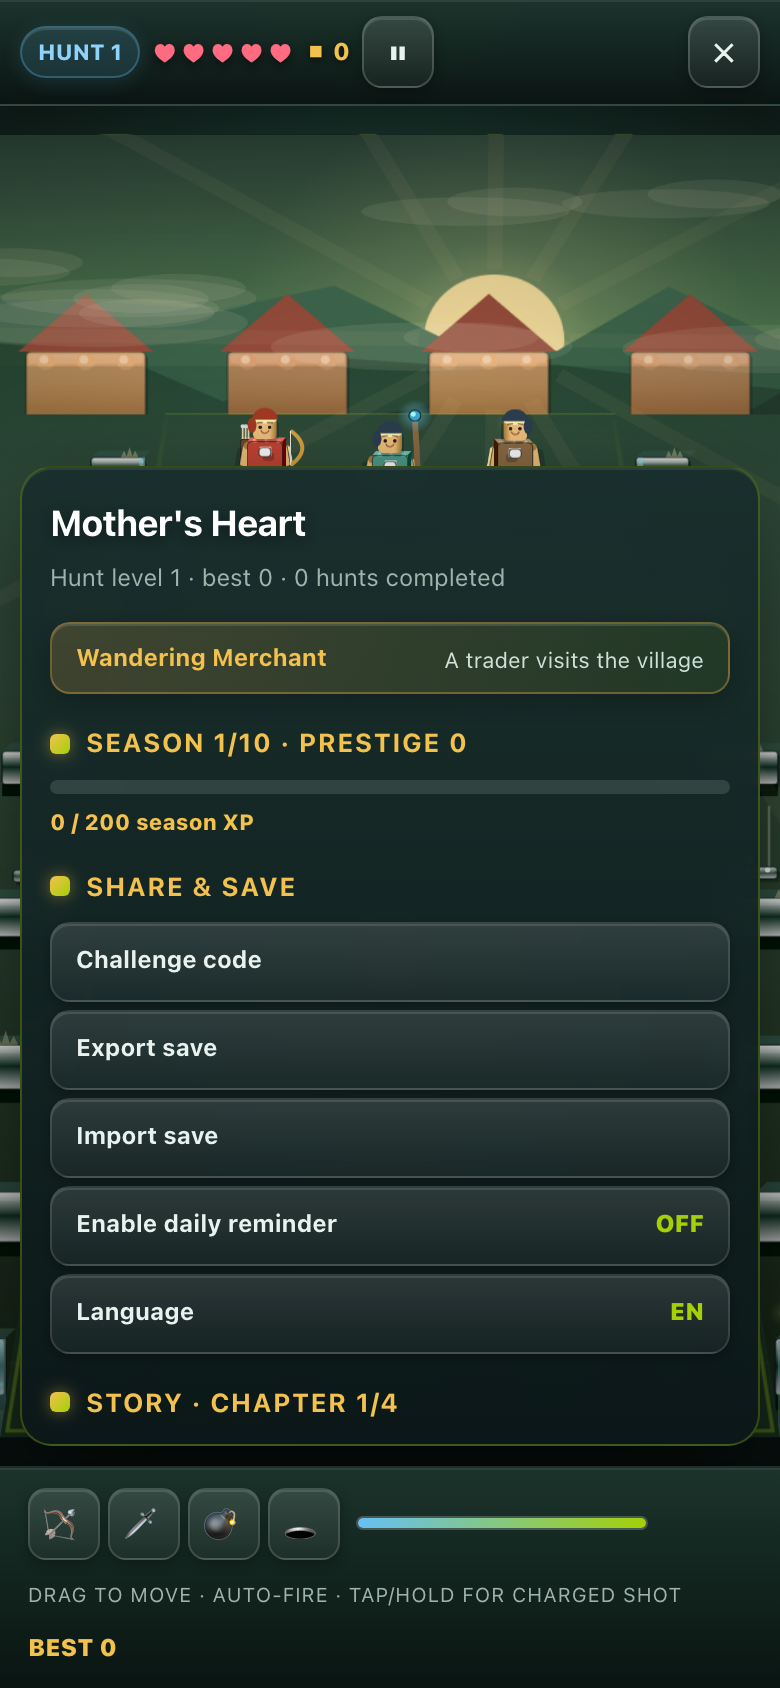 HUNT 1
0
Mother's Heart
Hunt level 1 · best 0 · 0 hunts completed
Wandering Merchant
A trader visits the village
SEASON 1/10 · PRESTIGE 0
0 / 200 season XP
SHARE & SAVE
Challenge code
Export save
Import save
Enable daily reminder
OFF
Language
EN
STORY · CHAPTER 1/4
DRAG TO MOVE · AUTO-FIRE · TAP/HOLD FOR CHARGED SHOT
BEST 0